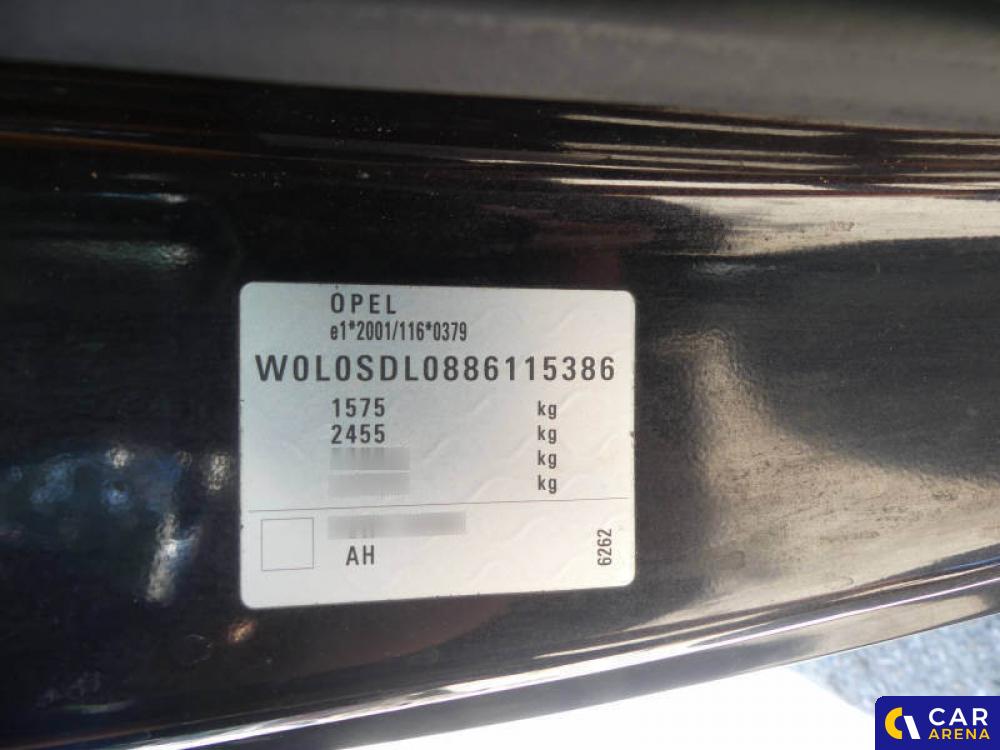 OPEL
e1*2001/116*0379
W0L0SDL0886115386
1575 kg
2455 kg
kg
kg
AH
6262
CAR
ARENA